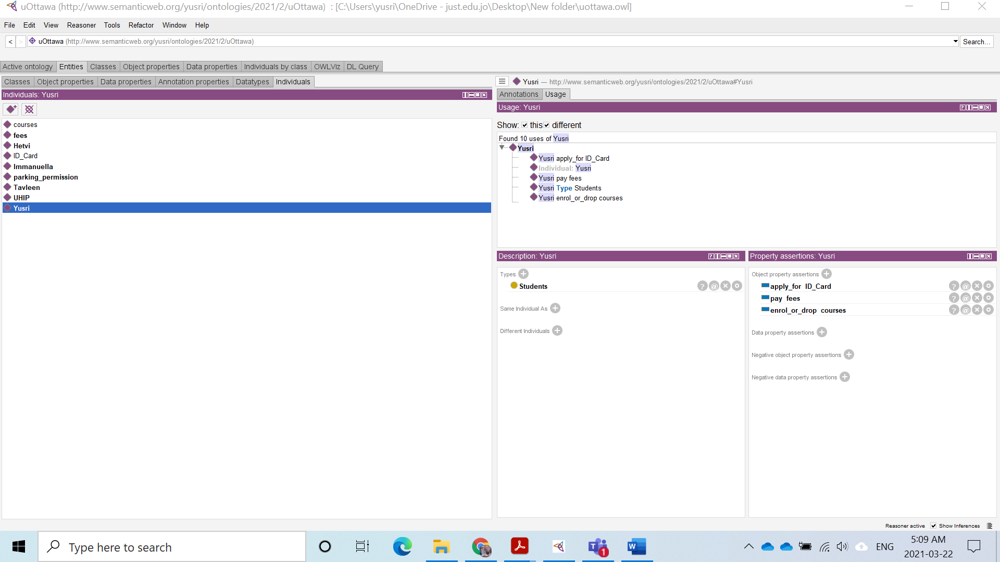 uOttawa (http://www.semanticweb.org/yusri/ontologies/2021/2/uOttawa) : [C:\Users\yusri\OneDrive - just.edu.jo\Desktop\New folder\uottawa.owl]
File Edit View Reasoner Tools Refactor Window Help
< > uOttawa (http://www.semanticweb.org/yusri/ontologies/2021/2/uOttawa) Search...
Active ontology Entities Classes Object properties Data properties Individuals by class OWLViz DL Query
Classes Object properties Data properties Annotation properties Datatypes Individuals
Individuals: Yusri
courses
fees
Hetvi
ID_Card
Immanuella
parking_permission
Tavleen
UHIP
Yusri
Yusri — http://www.semanticweb.org/yusri/ontologies/2021/2/uOttawa#Yusri
Annotations Usage
Usage: Yusri
Show: this different
Found 10 uses of Yusri
Yusri
Yusri apply_for ID_Card
Individual: Yusri
Yusri pay fees
Yusri Type Students
Yusri enrol_or_drop courses
Description: Yusri
Types
Students
Same Individual As
Different Individuals
Property assertions: Yusri
Object property assertions
apply_for ID_Card
pay fees
enrol_or_drop courses
Data property assertions
Negative object property assertions
Negative data property assertions
Reasoner active Show Inferences
Type here to search
1
ENG
5:09 AM
2021-03-22